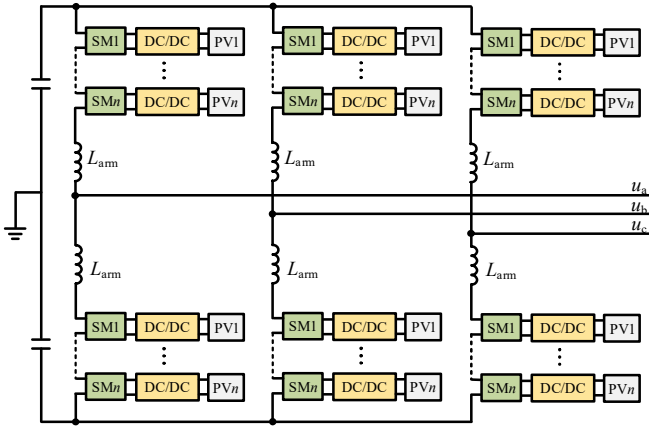 SM1 DC/DC PV1 SM1 DC/DC PV1 SM1 DC/DC PV1
SMn DC/DC PVn SMn DC/DC PVn SMn DC/DC PVn
Larm Larm Larm
ua
ub
uc
Larm Larm Larm
SM1 DC/DC PV1 SM1 DC/DC PV1 SM1 DC/DC PV1
SMn DC/DC PVn SMn DC/DC PVn SMn DC/DC PVn